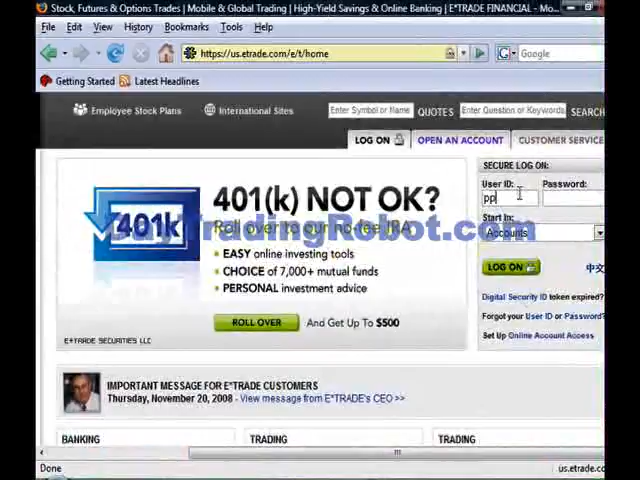 Stock, Futures & Options Trades | Mobile & Global Trading | High-Yield Savings & Online Banking | E*TRADE FINANCIAL - Mo...
File Edit View History Bookmarks Tools Help
https://us.etrade.com/e/t/home
Google
Getting Started Latest Headlines
Employee Stock Plans International Sites Enter Symbol or Name QUOTES Enter Question or Keywords SEARCH
LOG ON OPEN AN ACCOUNT CUSTOMER SERVICE
SECURE LOG ON:
User ID: Password:
pp
401k
401(k) NOT OK?
Roll over to our no-fee IRA
BuyTradingRobot.com
• EASY online investing tools
• CHOICE of 7,000+ mutual funds
• PERSONAL investment advice
ROLL OVER And Get Up To $500
E*TRADE SECURITIES LLC
Start In:
Accounts
LOG ON 中文
Digital Security ID token expired?
Forgot your User ID or Password?
Set Up Online Account Access
IMPORTANT MESSAGE FOR E*TRADE CUSTOMERS
Thursday, November 20, 2008 - View message from E*TRADE's CEO >>
BANKING TRADING TRADING
Done us.etrade.co